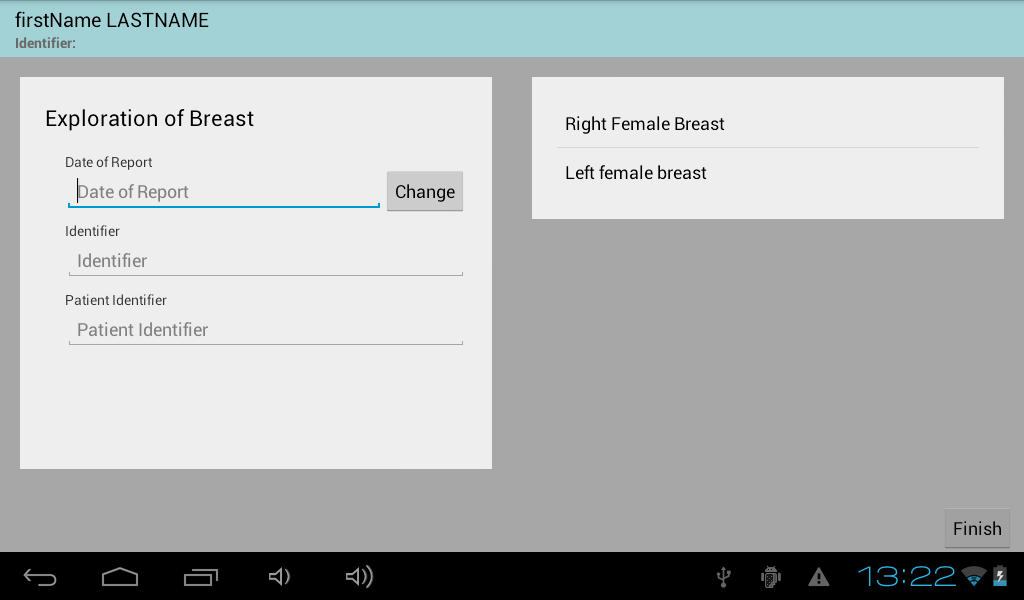 firstName LASTNAME
Identifier:
Exploration of Breast
Date of Report
Date of Report
Change
Identifier
Identifier
Patient Identifier
Patient Identifier
Right Female Breast
Left female breast
Finish
13:22